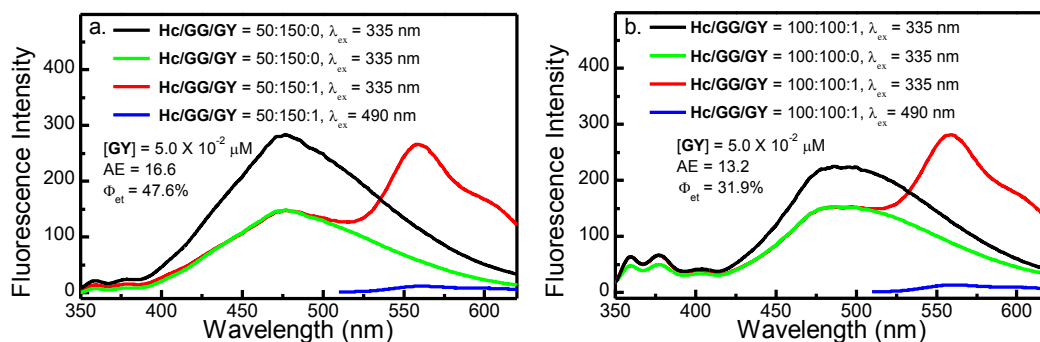 a.
Hc/GG/GY = 50:150:0, λex = 335 nm
Hc/GG/GY = 50:150:0, λex = 335 nm
Hc/GG/GY = 50:150:1, λex = 335 nm
Hc/GG/GY = 50:150:1, λex = 490 nm
[GY] = 5.0 X 10-2 μM
AE = 16.6
Φet = 47.6%
Fluorescence Intensity
400
300
200
100
0
350 400 450 500 550 600
Wavelength (nm)
b.
Hc/GG/GY = 100:100:1, λex = 335 nm
Hc/GG/GY = 100:100:0, λex = 335 nm
Hc/GG/GY = 100:100:1, λex = 335 nm
Hc/GG/GY = 100:100:1, λex = 490 nm
[GY] = 5.0 X 10-2 μM
AE = 13.2
Φet = 31.9%
Fluorescence Intensity
400
300
200
100
0
350 400 450 500 550 600
Wavelength (nm)